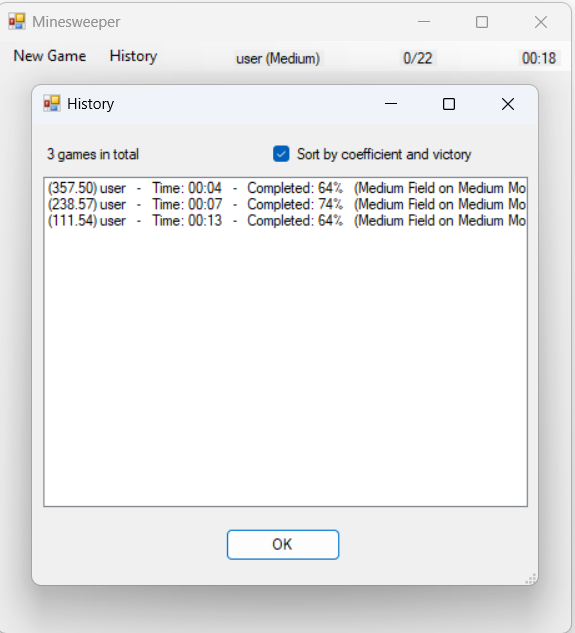 Minesweeper
New Game History user (Medium) 0/22 00:18
History
3 games in total Sort by coefficient and victory
(357.50) user - Time: 00:04 - Completed: 64% (Medium Field on Medium Mo
(238.57) user - Time: 00:07 - Completed: 74% (Medium Field on Medium Mo
(111.54) user - Time: 00:13 - Completed: 64% (Medium Field on Medium Mo
OK